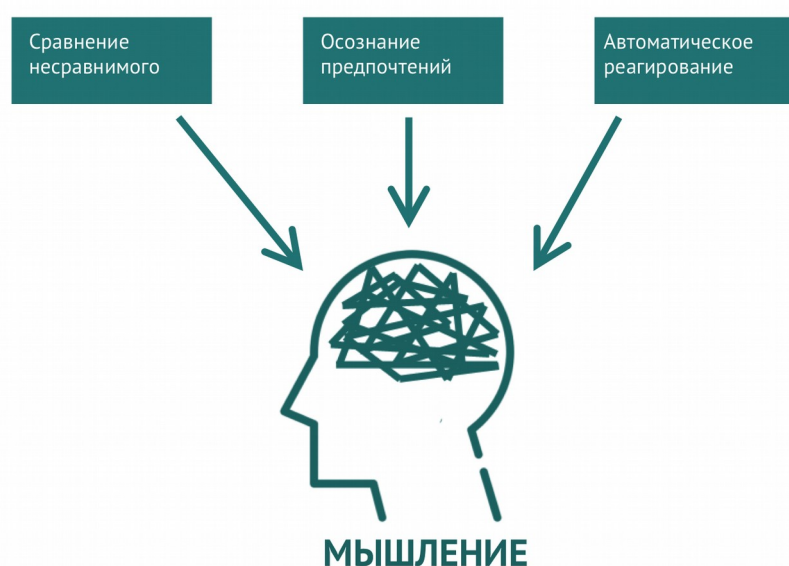 Сравнение
несравнимого
Осознание
предпочтений
Автоматическое
реагирование
МЫШЛЕНИЕ